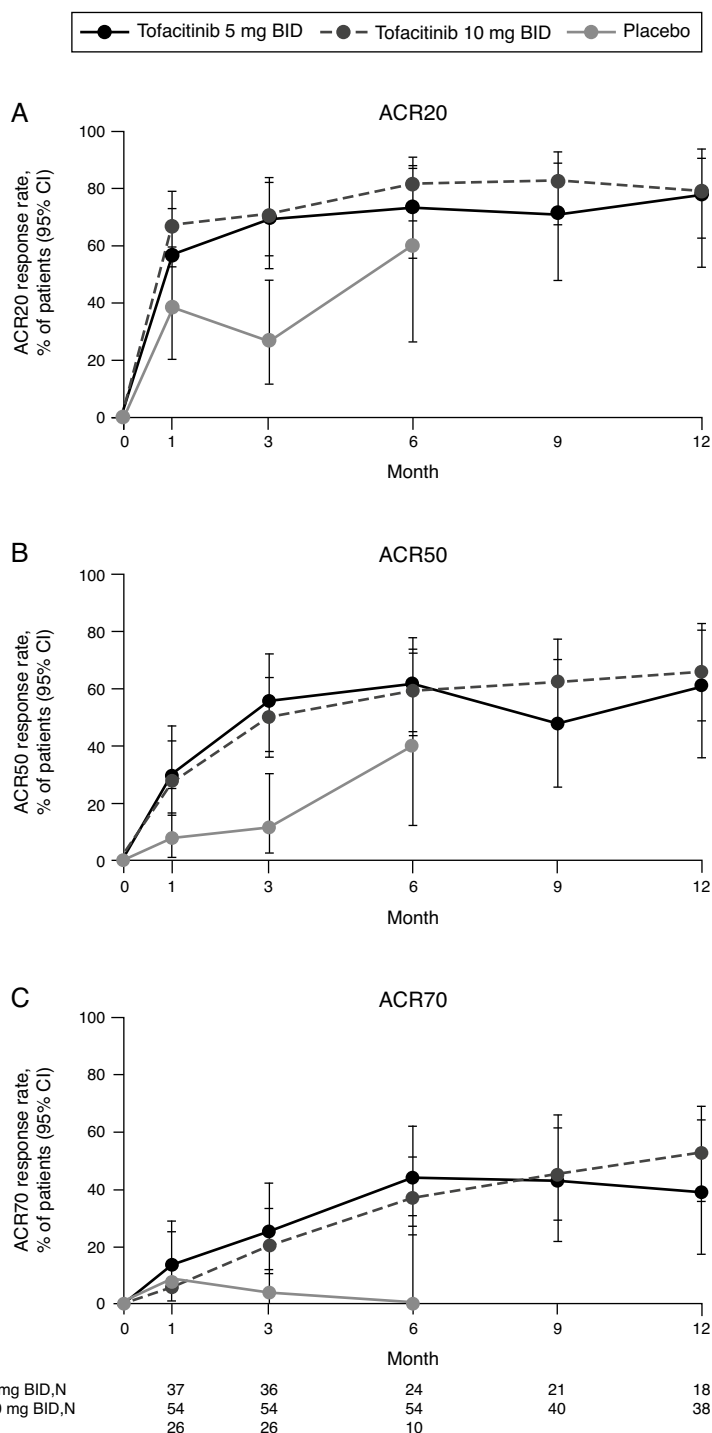 Tofacitinib 5 mg BID Tofacitinib 10 mg BID Placebo
A ACR20
ACR20 response rate,
% of patients (95% CI)
100
80
60
40
20
0
0 1 3 6 9 12
Month
B ACR50
ACR50 response rate,
% of patients (95% CI)
100
80
60
40
20
0
0 1 3 6 9 12
Month
C ACR70
ACR70 response rate,
% of patients (95% CI)
100
80
60
40
20
0
0 1 3 6 9 12
Month
mg BID,N 37 36 24 21 18
mg BID,N 54 54 54 40 38
26 26 10